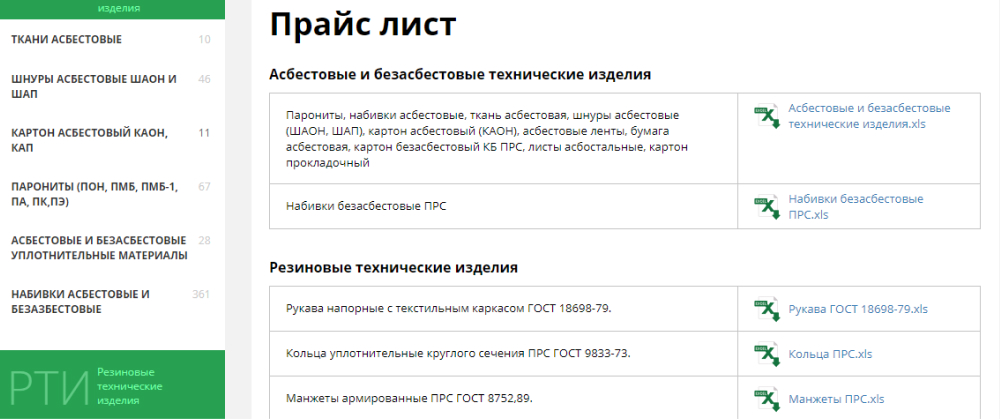 изделия
ТКАНИ АСБЕСТОВЫЕ 10
ШНУРЫ АСБЕСТОВЫЕ ШАОН И 46
ШАП
КАРТОН АСБЕСТОВЫЙ КАОН, 11
КАП
ПАРОНИТЫ (ПОН, ПМБ, ПМБ-1, 67
ПА, ПК,ПЭ)
АСБЕСТОВЫЕ И БЕЗАСБЕСТОВЫЕ 28
УПЛОТНИТЕЛЬНЫЕ МАТЕРИАЛЫ
НАБИВКИ АСБЕСТОВЫЕ И 361
БЕЗАЗБЕСТОВЫЕ
РТИ
Резиновые
технические
изделия
Прайс лист
Асбестовые и безасбестовые технические изделия
Парониты, набивки асбестовые, ткань асбестовая, шнуры асбестовые
(ШАОН, ШАП), картон асбестовый (КАОН), асбестовые ленты, бумага
асбестовая, картон безасбестовый КБ ПРС, листы асбостальные, картон
прокладочный
Асбестовые и безасбестовые
технические изделия.xls
Набивки безасбестовые ПРС
Набивки безасбестовые
ПРС.xls
Резиновые технические изделия
Рукава напорные с текстильным каркасом ГОСТ 18698-79.
Рукава ГОСТ 18698-79.xls
Кольца уплотнительные круглого сечения ПРС ГОСТ 9833-73.
Кольца ПРС.xls
Манжеты армированные ПРС ГОСТ 8752,89.
Манжеты ПРС.xls